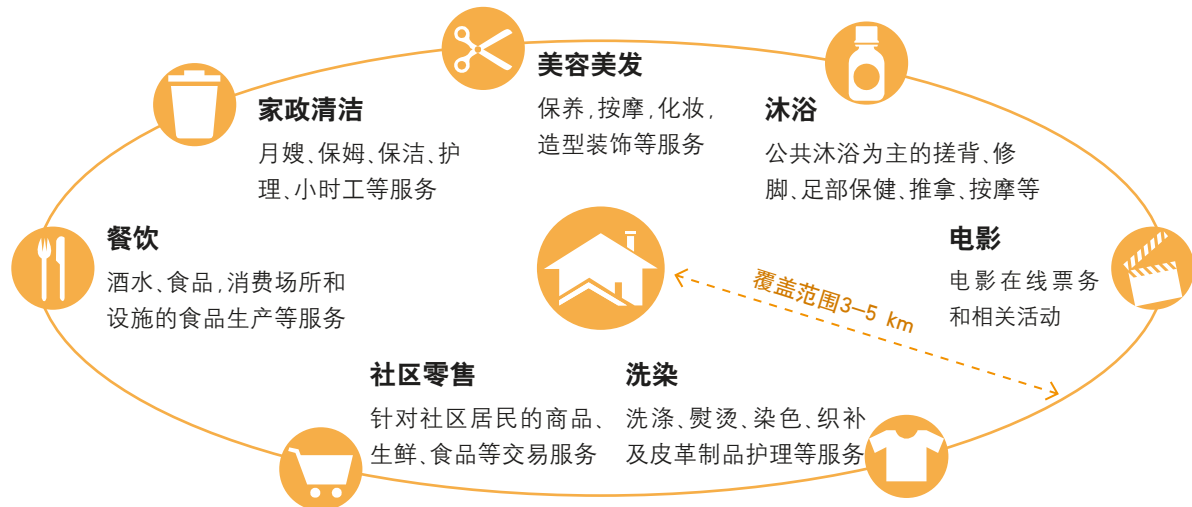 美容美发
保养,按摩,化妆,
造型装饰等服务
沐浴
公共沐浴为主的搓背、修
脚、足部保健、推拿、按摩等
家政清洁
月嫂、保姆、保洁、护
理、小时工等服务
餐饮
酒水、食品,消费场所和
设施的食品生产等服务
电影
电影在线票务
和相关活动
覆盖范围3–5 km
社区零售
针对社区居民的商品、
生鲜、食品等交易服务
洗染
洗涤、熨烫、染色、织补
及皮革制品护理等服务